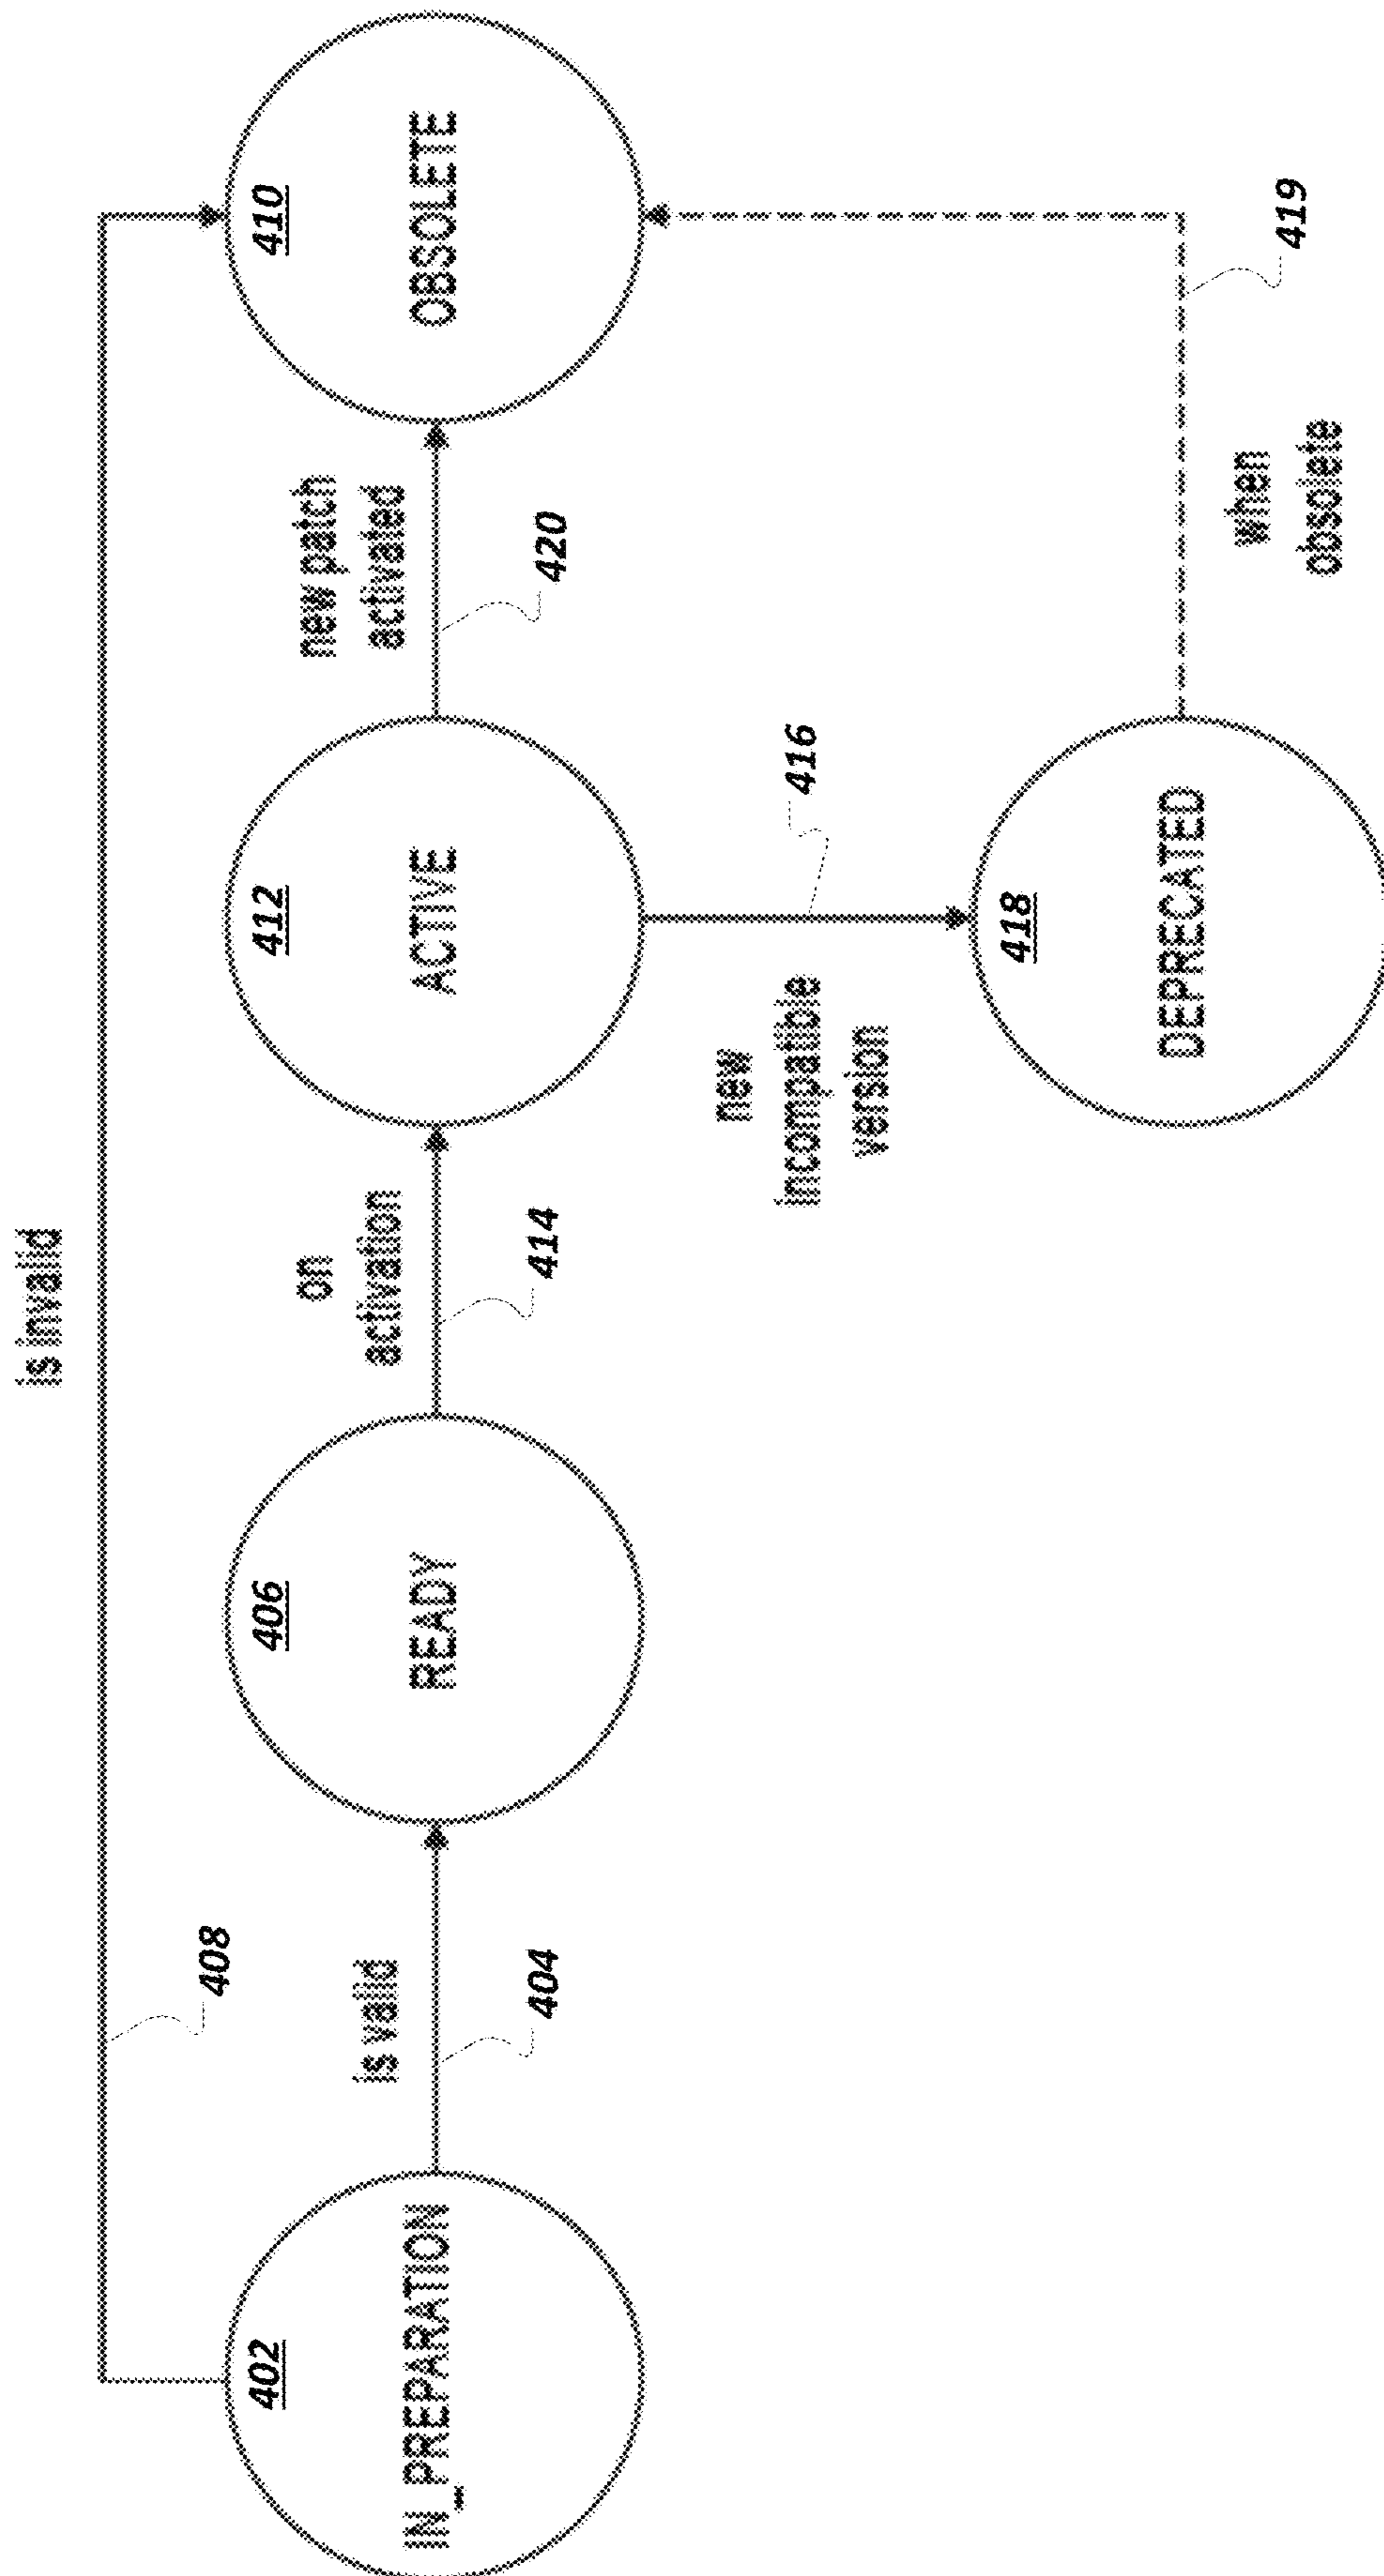 is invalid
408
402
IN_PREPARATION
is valid
404
406
READY
on
activation
414
412
ACTIVE
new patch
activated
420
410
OBSOLETE
new
incompatible
version
416
418
DEPRECATED
when
obsolete
419